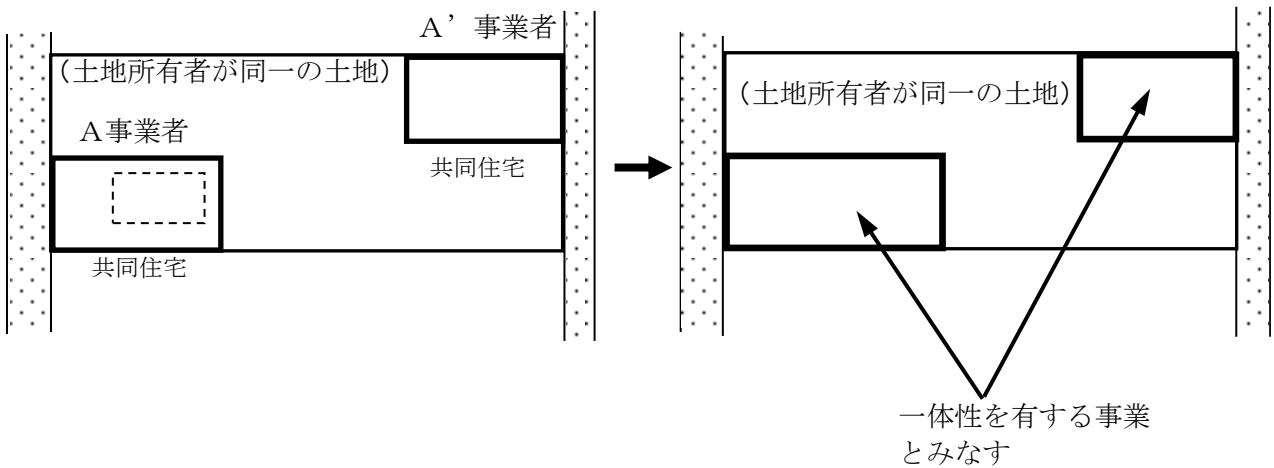 A’事業者
(土地所有者が同一の土地)
A事業者
共同住宅
共同住宅
(土地所有者が同一の土地)
一体性を有する事業
とみなす